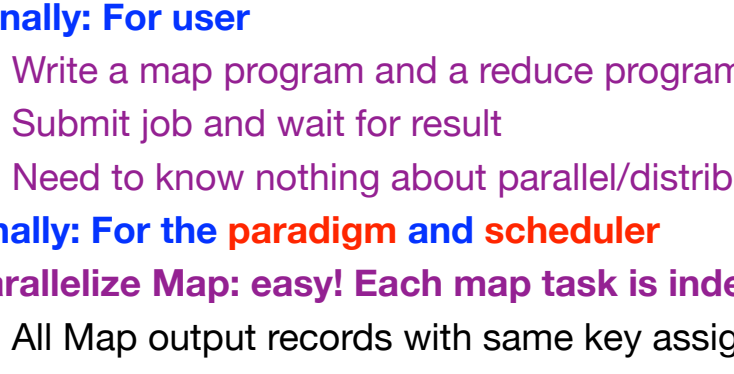 nally: For user
Write a map program and a reduce program
Submit job and wait for result
Need to know nothing about parallel/distrib
nally: For the paradigm and scheduler
rallelize Map: easy! Each map task is inde
All Map output records with same key assig